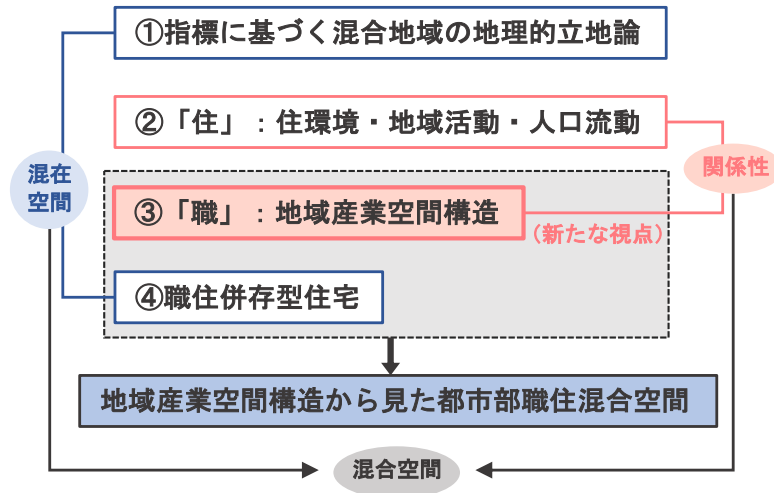 ①指標に基づく混合地域の地理的立地論
②「住」：住環境・地域活動・人口流動
混在
空間
関係性
③「職」：地域産業空間構造
（新たな視点）
④職住併存型住宅
地域産業空間構造から見た都市部職住混合空間
混合空間